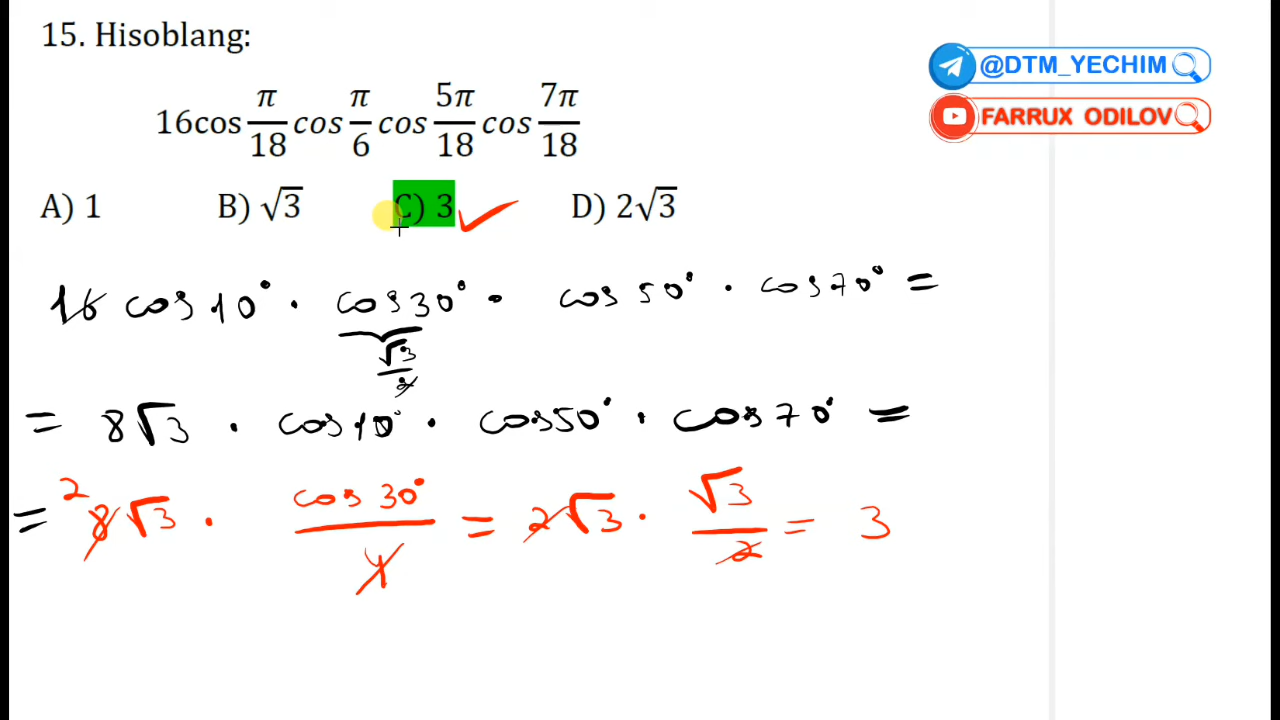 15. Hisoblang:
@DTM_YECHIM
FARRUX ODILOV
16cos π/18 cos π/6 cos 5π/18 cos 7π/18
A) 1 B) √3 C) 3 D) 2√3
16 cos 10° · cos 30° · cos 50° · cos 70° =
√3/2
= 8√3 · cos 10° · cos 50° · cos 70° =
= 2 8√3 · cos 30°/4 = 2√3 · √3/2 = 3